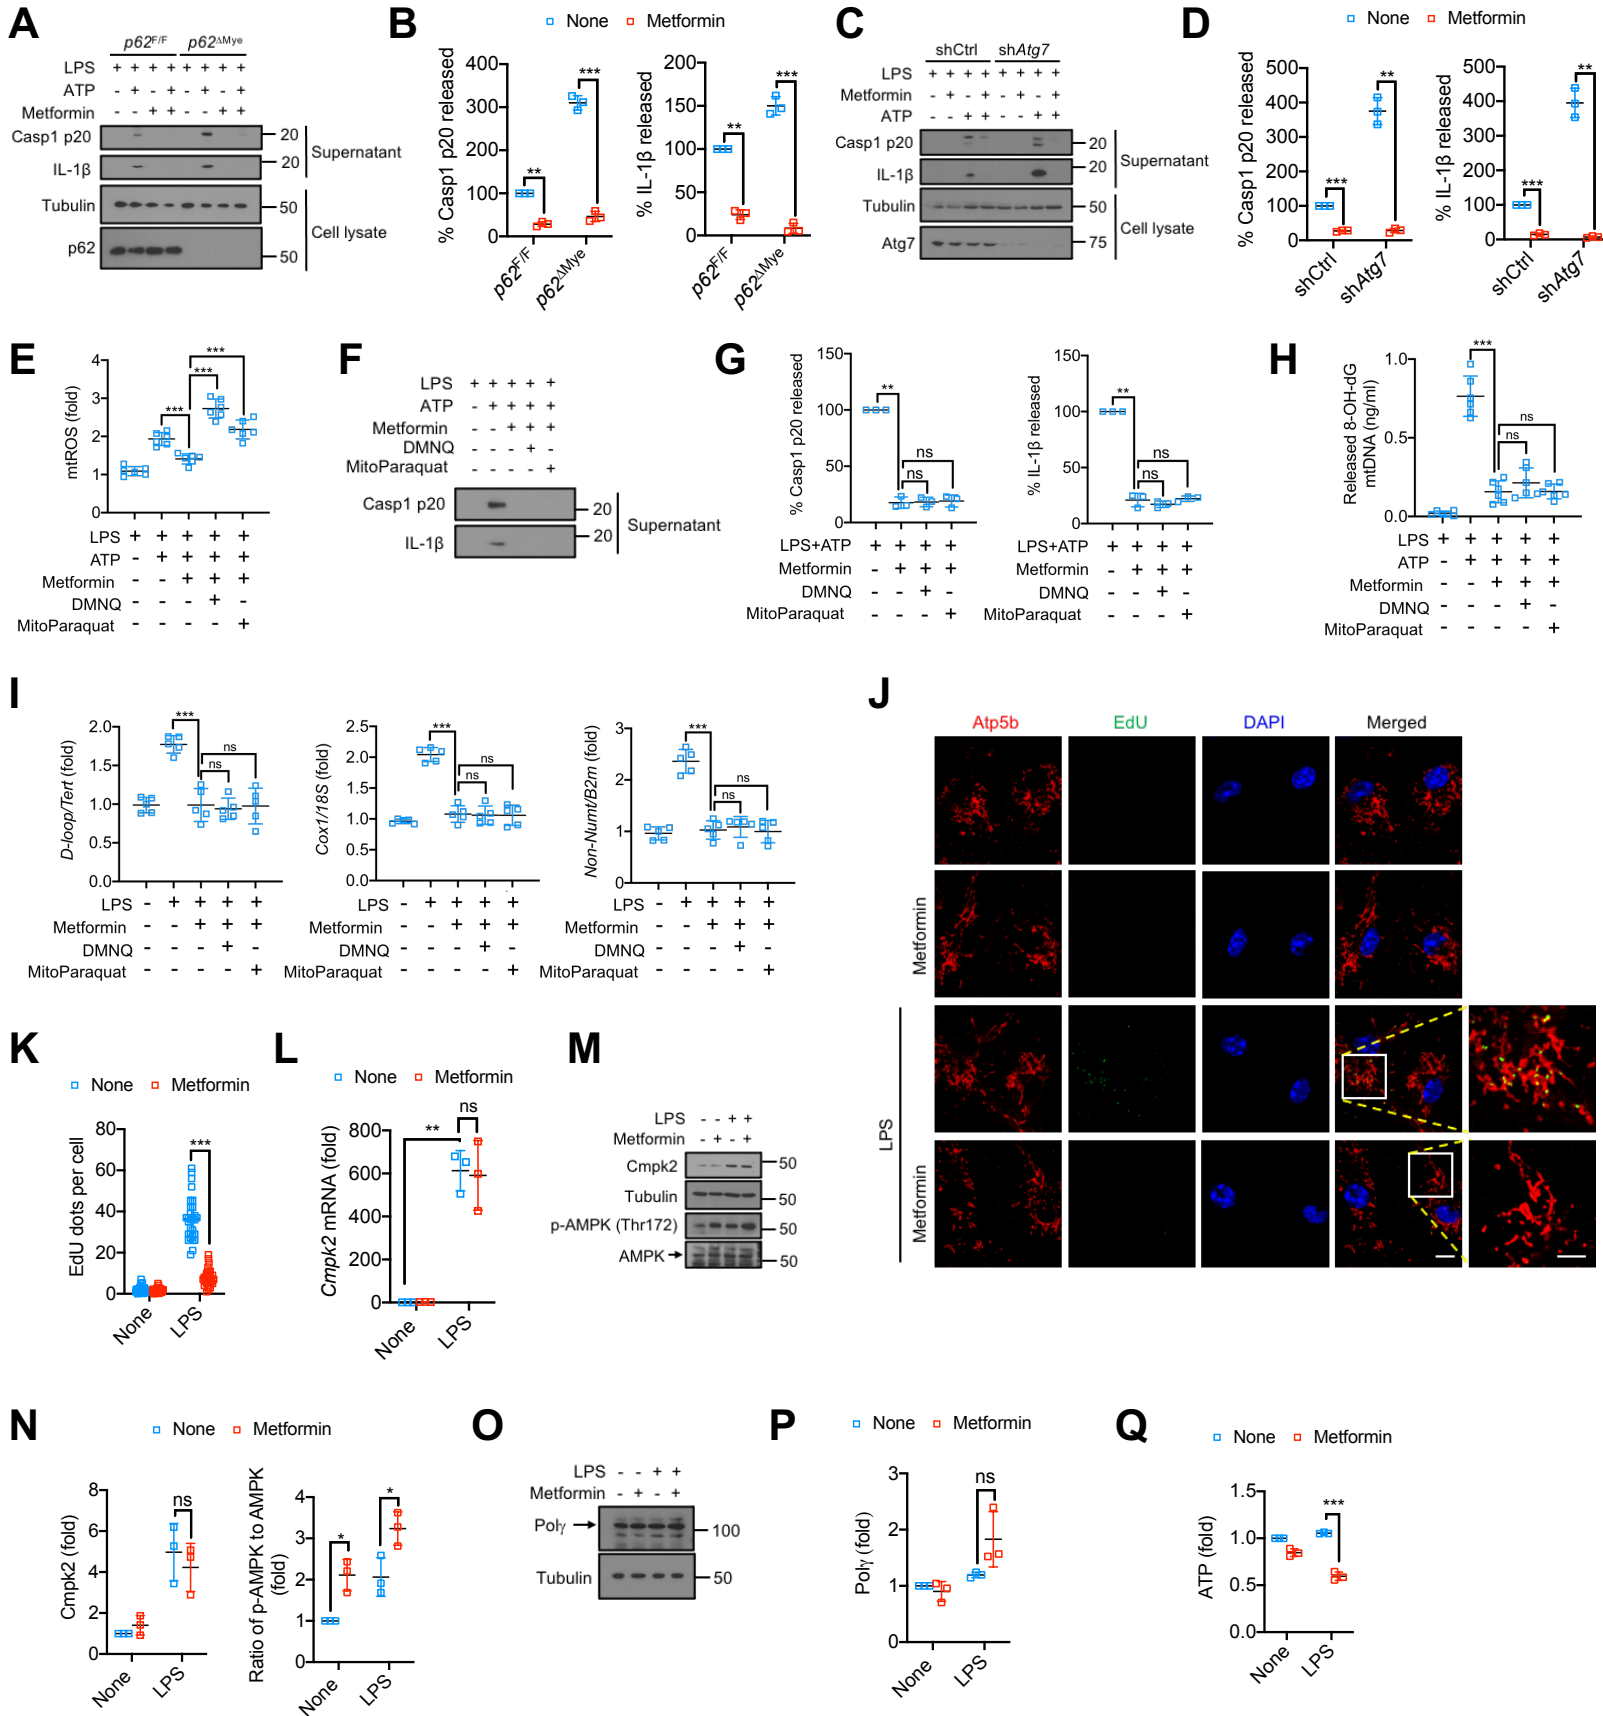 A
p62F/F p62ΔMye
LPS + + + + + + + +
ATP - + - + - + - +
Metformin - - + + - - + +
Casp1 p20
20
IL-1β
20
Supernatant
Tubulin
50
p62
50
Cell lysate
B
None Metformin
% Casp1 p20 released
400
300
200
100
0
**
***
p62F/F
p62ΔMye
% IL-1β released
200
150
100
50
0
**
***
p62F/F
p62ΔMye
C
shCtrl shAtg7
LPS + + + + + + + +
Metformin - + - + - + - +
ATP - - + + - - + +
Casp1 p20
20
IL-1β
20
Supernatant
Tubulin
50
Atg7
75
Cell lysate
D
None Metformin
% Casp1 p20 released
500
400
300
200
100
0
***
**
shCtrl
shAtg7
% IL-1β released
500
400
300
200
100
0
***
**
shCtrl
shAtg7
E
mtROS (fold)
4
3
2
1
0
***
***
***
LPS + + + + +
ATP - + + + +
Metformin - - + + +
DMNQ - - - + -
MitoParaquat - - - - +
F
LPS + + + + +
ATP - + + + +
Metformin - - + + +
DMNQ - - - + -
MitoParaquat - - - - +
Casp1 p20
20
IL-1β
20
Supernatant
G
% Casp1 p20 released
150
100
50
0
**
ns
ns
LPS+ATP + + + +
Metformin - + + +
DMNQ - - + -
MitoParaquat - - - +
% IL-1β released
150
100
50
0
**
ns
ns
LPS+ATP + + + +
Metformin - + + +
DMNQ - - + -
MitoParaquat - - - +
H
Released 8-OH-dG
mtDNA (ng/ml)
1.0
0.5
0.0
***
ns
ns
LPS + + + + +
ATP - + + + +
Metformin - - + + +
DMNQ - - - + -
MitoParaquat - - - - +
I
D-loop/Tert (fold)
2.0
1.5
1.0
0.5
0.0
***
ns
ns
LPS - + + + +
Metformin - - + + +
DMNQ - - - + -
MitoParaquat - - - - +
Cox1/18S (fold)
2.5
2.0
1.5
1.0
0.5
0.0
***
ns
ns
LPS - + + + +
Metformin - - + + +
DMNQ - - - + -
MitoParaquat - - - - +
Non-Numt/B2m (fold)
3
2
1
0
***
ns
ns
LPS - + + + +
Metformin - - + + +
DMNQ - - - + -
MitoParaquat - - - - +
J
Atp5b EdU DAPI Merged
Metformin
LPS
Metformin
K
None Metformin
EdU dots per cell
80
60
40
20
0
***
None
LPS
L
None Metformin
Cmpk2 mRNA (fold)
800
600
400
200
0
**
ns
None
LPS
M
LPS - - + +
Metformin - + - +
Cmpk2
50
Tubulin
50
p-AMPK (Thr172)
50
AMPK
50
N
None Metformin
Cmpk2 (fold)
8
6
4
2
0
ns
None
LPS
Ratio of p-AMPK to AMPK
(fold)
4
3
2
1
0
*
*
None
LPS
O
LPS - - + +
Metformin - + - +
Polγ
100
Tubulin
50
P
None Metformin
Polγ (fold)
3
2
1
0
ns
None
LPS
Q
None Metformin
ATP (fold)
1.5
1.0
0.5
0.0
***
None
LPS